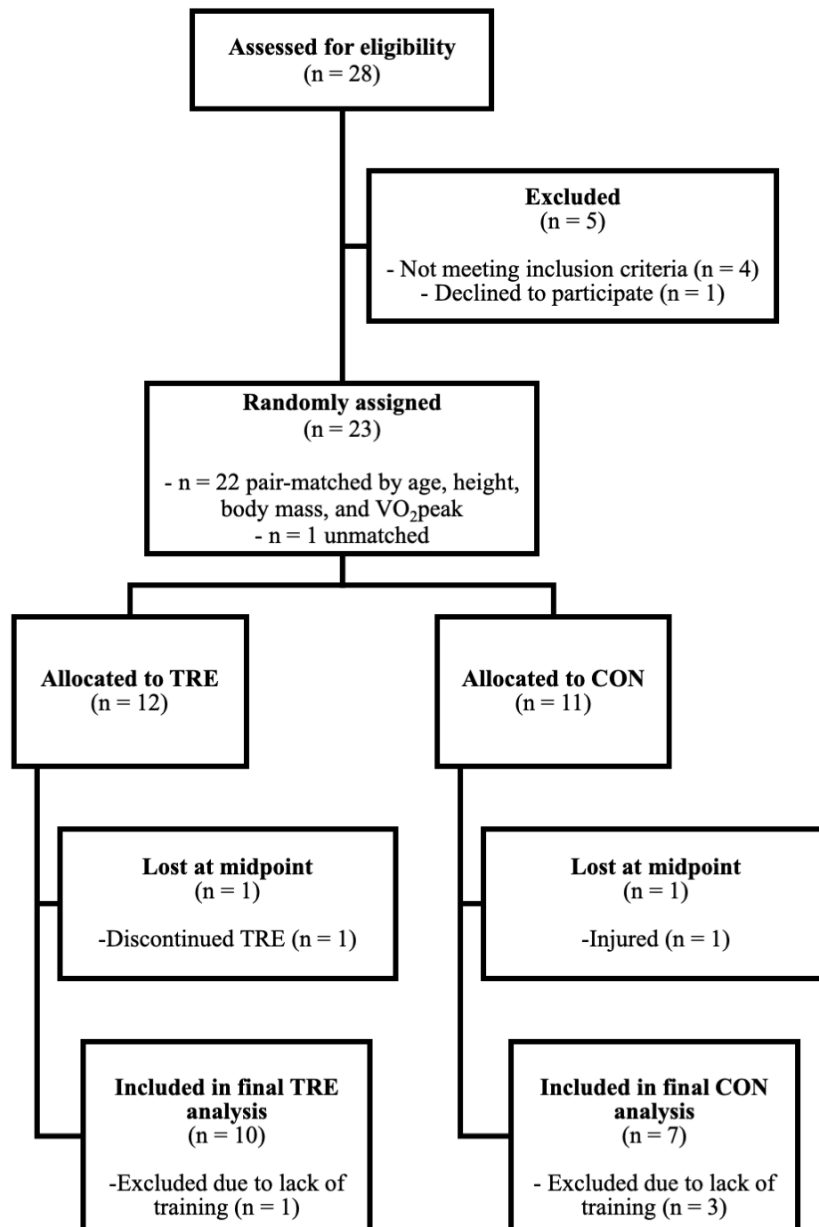 Assessed for eligibility
(n = 28)
Excluded
(n = 5)
- Not meeting inclusion criteria (n = 4)
- Declined to participate (n = 1)
Randomly assigned
(n = 23)
- n = 22 pair-matched by age, height,
body mass, and VO₂peak
- n = 1 unmatched
Allocated to TRE
(n = 12)
Allocated to CON
(n = 11)
Lost at midpoint
(n = 1)
-Discontinued TRE (n = 1)
Lost at midpoint
(n = 1)
-Injured (n = 1)
Included in final TRE
analysis
(n = 10)
-Excluded due to lack of
training (n = 1)
Included in final CON
analysis
(n = 7)
- Excluded due to lack of
training (n = 3)